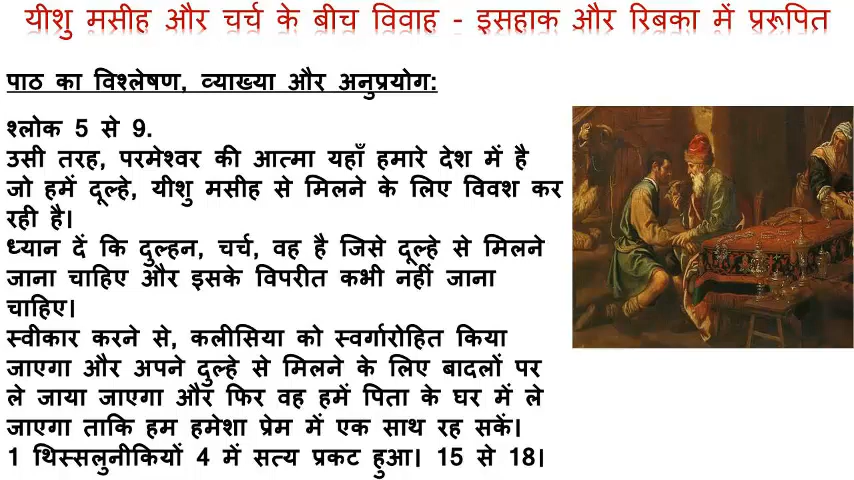 यीशु मसीह और चर्च के बीच विवाह - इसहाक और रिबका में प्ररूपित
पाठ का विश्लेषण, व्याख्या और अनुप्रयोग:
श्लोक 5 से 9.
उसी तरह, परमेश्वर की आत्मा यहाँ हमारे देश में है
जो हमें दूल्हे, यीशु मसीह से मिलने के लिए विवश कर
रही है।
ध्यान दें कि दुल्हन, चर्च, वह है जिसे दूल्हे से मिलने
जाना चाहिए और इसके विपरीत कभी नहीं जाना
चाहिए।
स्वीकार करने से, कलीसिया को स्वर्गारोहित किया
जाएगा और अपने दुल्हे से मिलने के लिए बादलों पर
ले जाया जाएगा और फिर वह हमें पिता के घर में ले
जाएगा ताकि हम हमेशा प्रेम में एक साथ रह सकें।
1 थिस्सलुनीकियों 4 में सत्य प्रकट हुआ। 15 से 18।